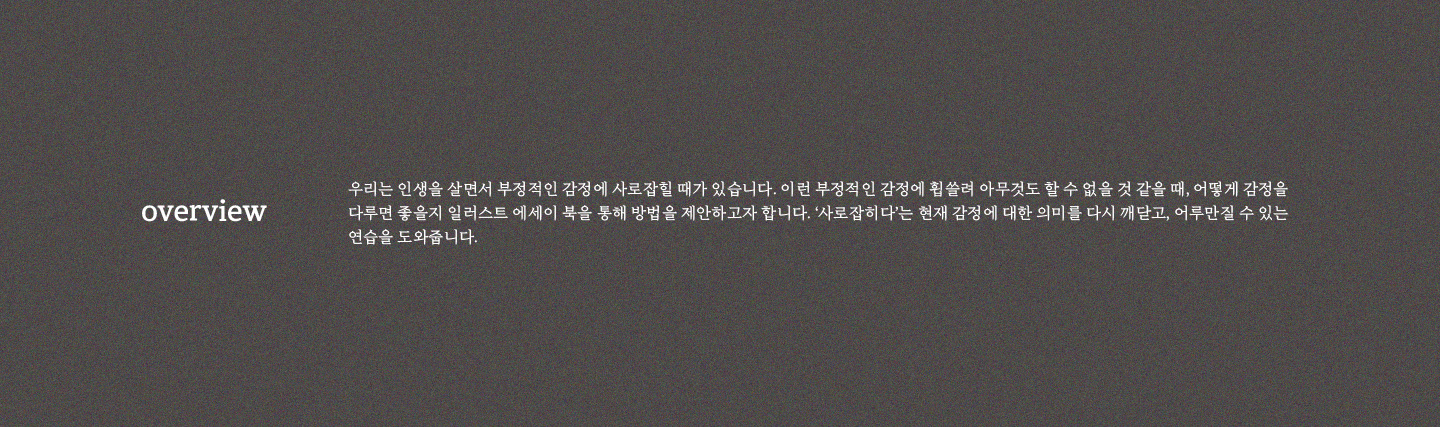 overview
우리는 인생을 살면서 부정적인 감정에 사로잡힐 때가 있습니다. 이런 부정적인 감정에 휩쓸려 아무것도 할 수 없을 것 같을 때, 어떻게 감정을
다루면 좋을지 일러스트 에세이 북을 통해 방법을 제안하고자 합니다. ‘사로잡히다’는 현재 감정에 대한 의미를 다시 깨닫고, 어루만질 수 있는
연습을 도와줍니다.